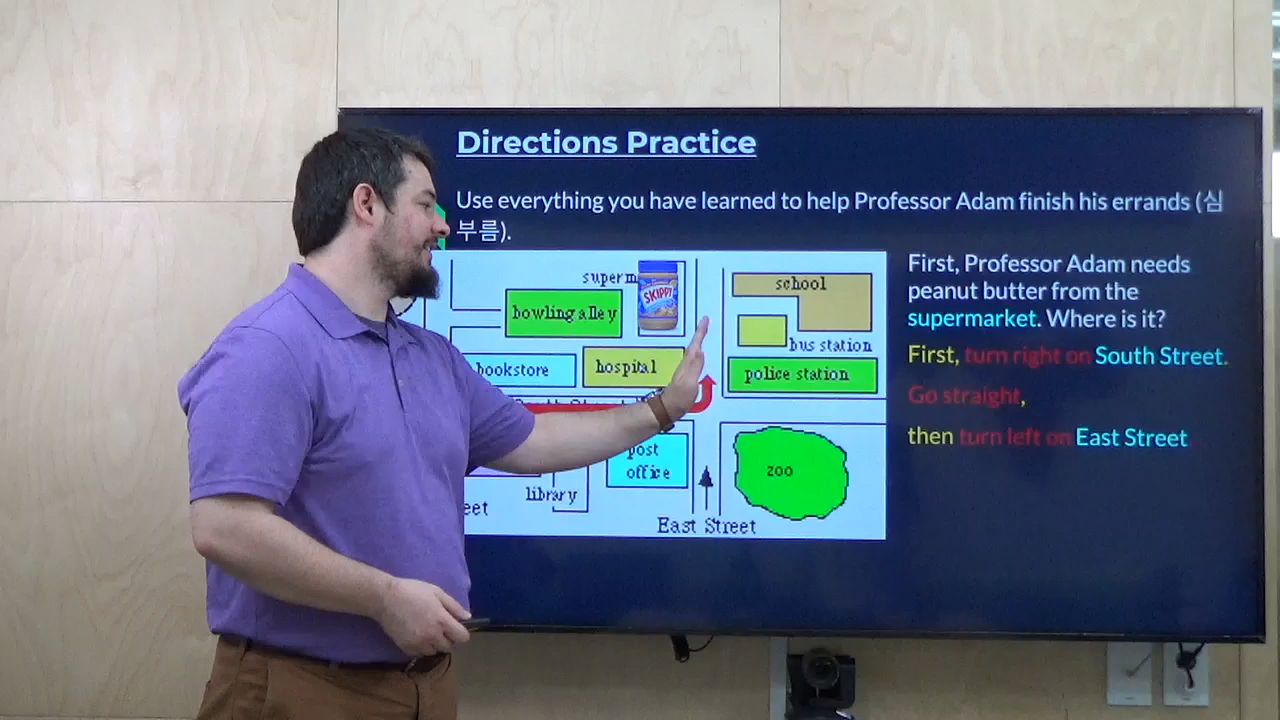 Directions Practice
Use everything you have learned to help Professor Adam finish his errands (심
부름).
First, Professor Adam needs
peanut butter from the
supermarket. Where is it?
First, turn right on South Street.
Go straight,
then turn left on East Street
SKIPPY
school
bowling alley
bus station
bookstore
hospital
police station
post
office
zoo
library
East Street